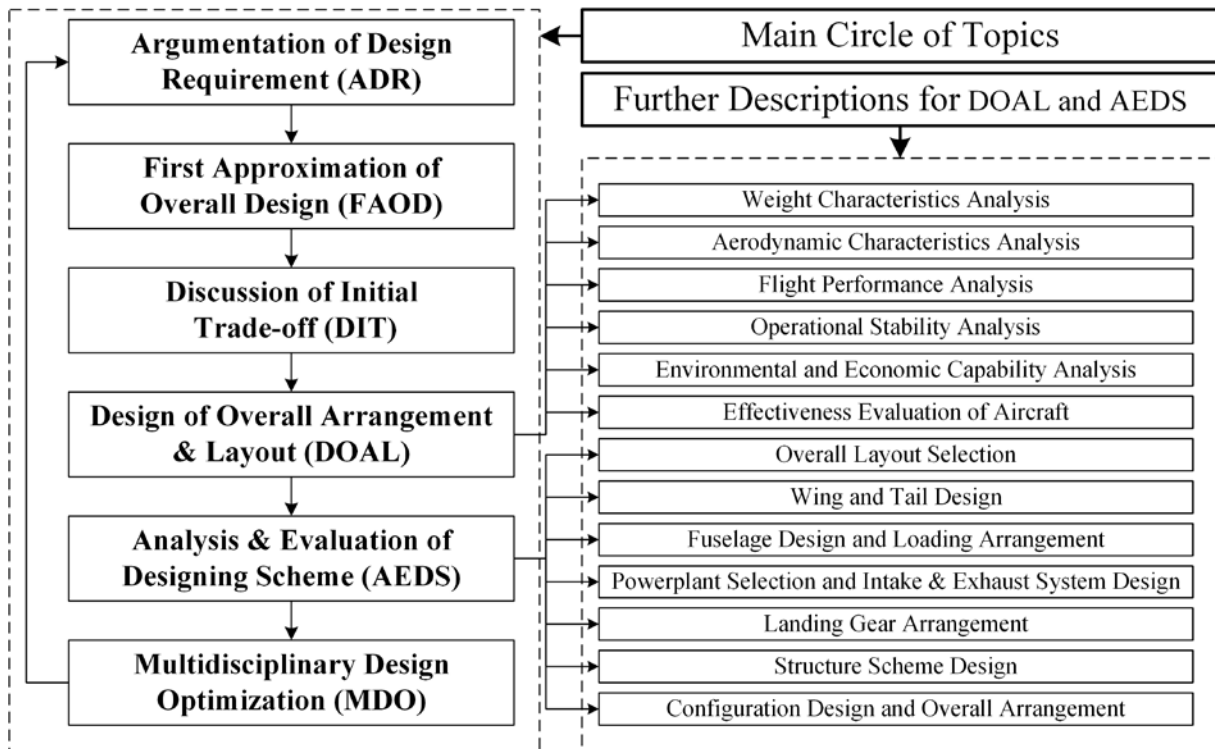 Argumentation of Design
Requirement (ADR)
First Approximation of
Overall Design (FAOD)
Discussion of Initial
Trade-off (DIT)
Design of Overall Arrangement
& Layout (DOAL)
Analysis & Evaluation of
Designing Scheme (AEDS)
Multidisciplinary Design
Optimization (MDO)
Main Circle of Topics
Further Descriptions for DOAL and AEDS
Weight Characteristics Analysis
Aerodynamic Characteristics Analysis
Flight Performance Analysis
Operational Stability Analysis
Environmental and Economic Capability Analysis
Effectiveness Evaluation of Aircraft
Overall Layout Selection
Wing and Tail Design
Fuselage Design and Loading Arrangement
Powerplant Selection and Intake & Exhaust System Design
Landing Gear Arrangement
Structure Scheme Design
Configuration Design and Overall Arrangement